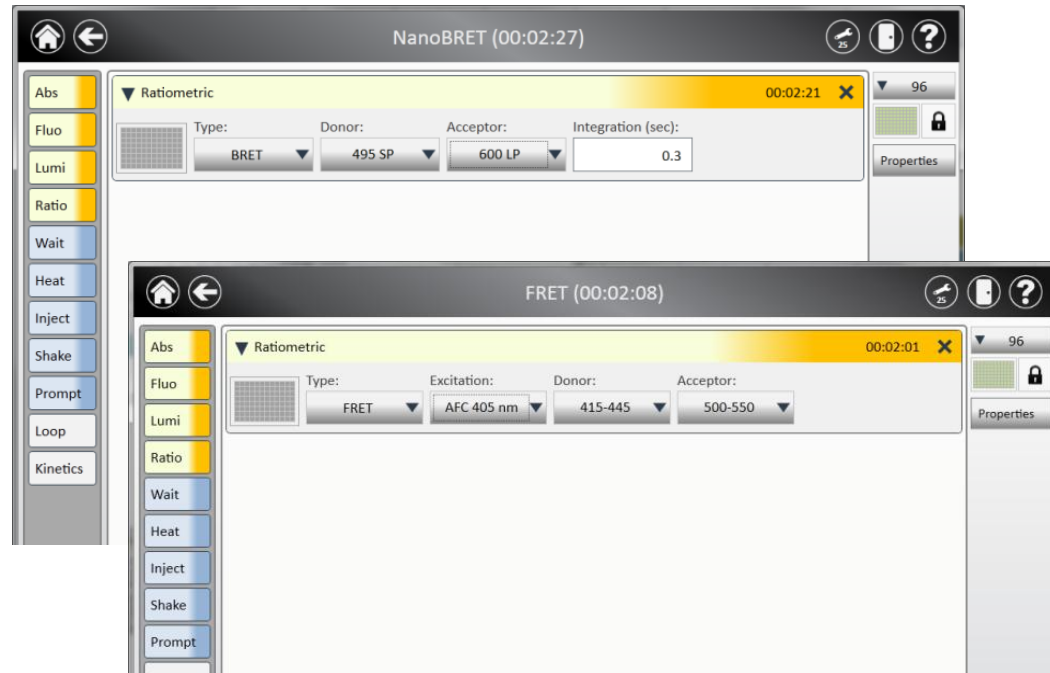 NanoBRET (00:02:27)
25
?
Abs
Fluo
Lumi
Ratio
Wait
Heat
Inject
Shake
Prompt
Loop
Kinetics
Ratiometric 00:02:21
Type: Donor: Acceptor: Integration (sec):
BRET 495 SP 600 LP 0.3
96
Properties
FRET (00:02:08)
25
?
Abs
Fluo
Lumi
Ratio
Wait
Heat
Inject
Shake
Prompt
Ratiometric 00:02:01
Type: Excitation: Donor: Acceptor:
FRET AFC 405 nm 415-445 500-550
96
Properties